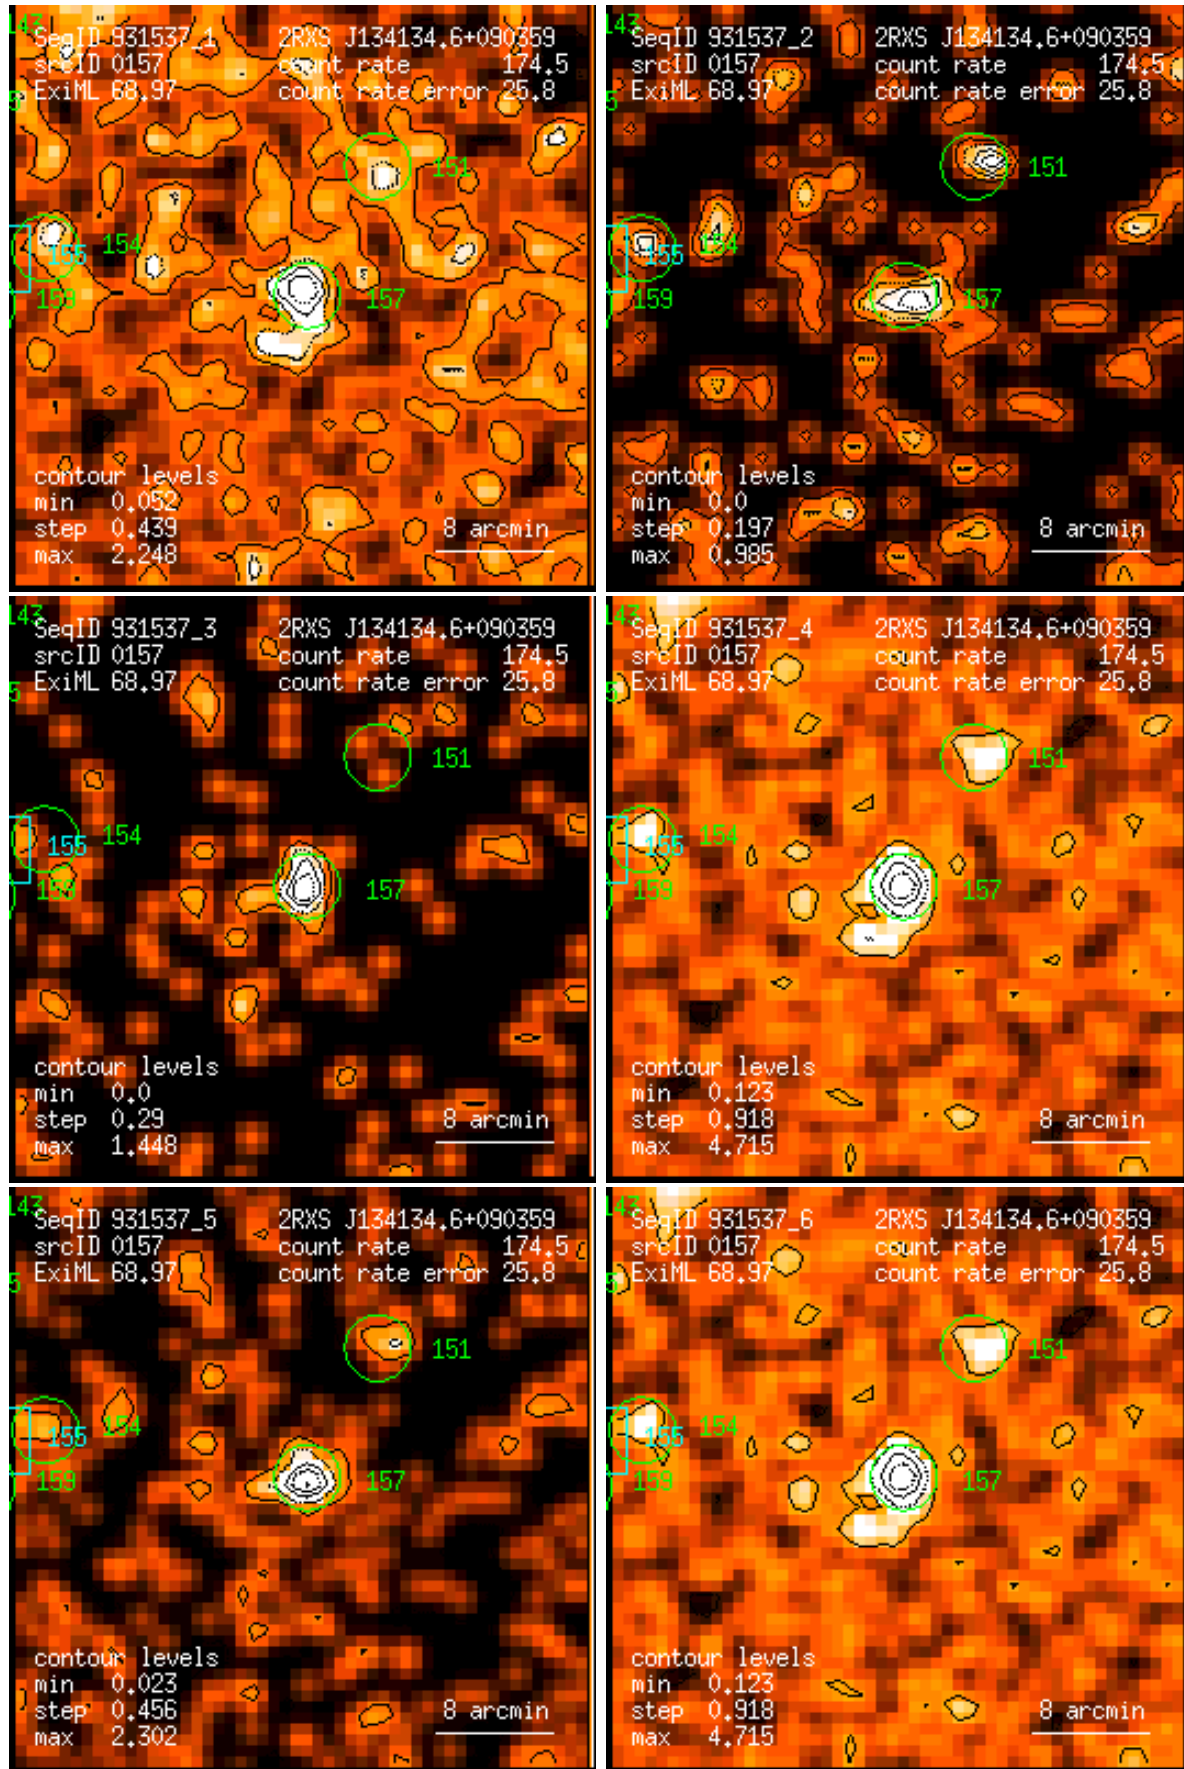 143
SeqID 931537_1 2RXS J134134.6+090359
srcID 0157 count rate 174.5
5
ExiML 68.97 count rate error 25.8
151
154
155
159
157
contour levels
min 0.052
step 0.439
max 2.248
8 arcmin
143
SeqID 931537_2 2RXS J134134.6+090359
srcID 0157 count rate 174.5
5
ExiML 68.97 count rate error 25.8
151
154
155
159
157
contour levels
min 0.0
step 0.197
max 0.985
8 arcmin
143
SeqID 931537_3 2RXS J134134.6+090359
srcID 0157 count rate 174.5
5
ExiML 68.97 count rate error 25.8
151
154
155
159
157
contour levels
min 0.0
step 0.29
max 1.448
8 arcmin
143
SeqID 931537_4 2RXS J134134.6+090359
srcID 0157 count rate 174.5
5
ExiML 68.97 count rate error 25.8
151
154
155
159
157
contour levels
min 0.123
step 0.918
max 4.715
8 arcmin
143
SeqID 931537_5 2RXS J134134.6+090359
srcID 0157 count rate 174.5
5
ExiML 68.97 count rate error 25.8
151
154
155
159
157
contour levels
min 0.023
step 0.456
max 2.302
8 arcmin
143
SeqID 931537_6 2RXS J134134.6+090359
srcID 0157 count rate 174.5
5
ExiML 68.97 count rate error 25.8
151
154
155
159
157
contour levels
min 0.123
step 0.918
max 4.715
8 arcmin